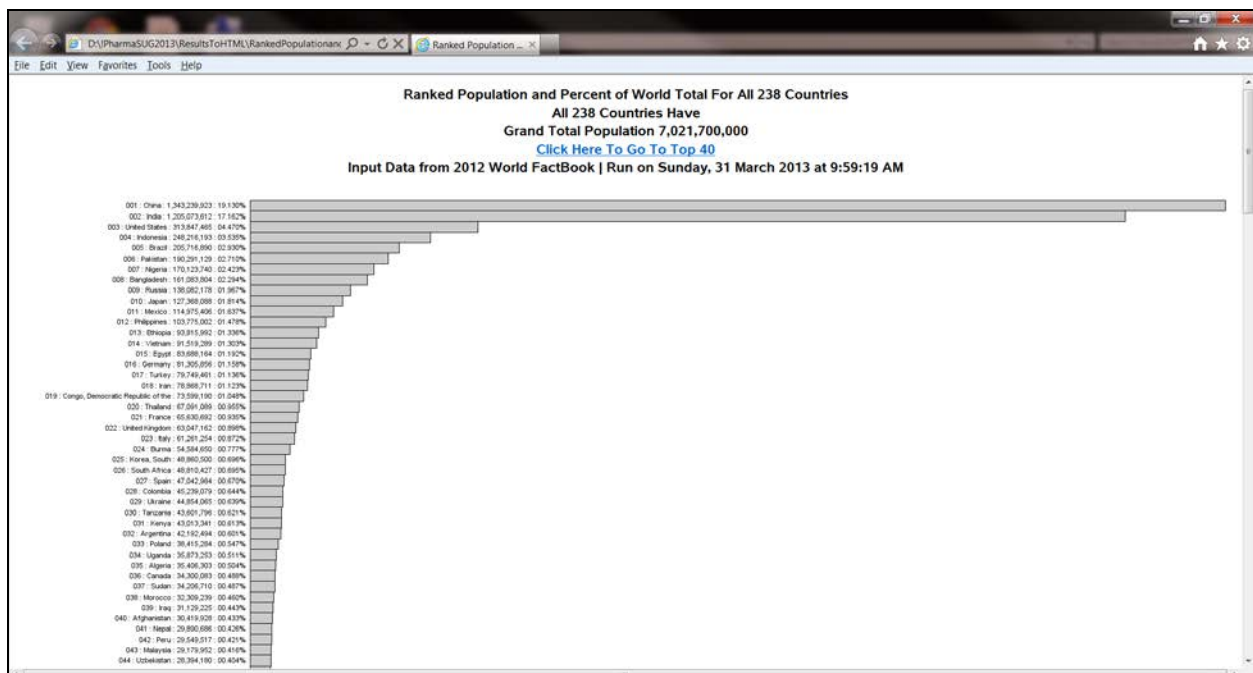 D:\!PharmaSUG2013\ResultsToHTML\RankedPopulationanc
Ranked Population ...
File Edit View Favorites Tools Help
Ranked Population and Percent of World Total For All 238 Countries
All 238 Countries Have
Grand Total Population 7,021,700,000
Click Here To Go To Top 40
Input Data from 2012 World FactBook | Run on Sunday, 31 March 2013 at 9:59:19 AM
001 : China : 1,343,239,923 : 19.130%
002 : India : 1,205,073,612 : 17.162%
003 : United States : 313,847,465 : 04.470%
004 : Indonesia : 248,216,193 : 03.535%
005 : Brazil : 205,716,890 : 02.930%
006 : Pakistan : 190,291,129 : 02.710%
007 : Nigeria : 170,123,740 : 02.423%
008 : Bangladesh : 161,083,804 : 02.294%
009 : Russia : 138,082,178 : 01.967%
010 : Japan : 127,368,088 : 01.814%
011 : Mexico : 114,975,406 : 01.637%
012 : Philippines : 103,775,002 : 01.478%
013 : Ethiopia : 93,815,992 : 01.336%
014 : Vietnam : 91,519,289 : 01.303%
015 : Egypt : 83,688,164 : 01.192%
016 : Germany : 81,305,856 : 01.158%
017 : Turkey : 79,749,461 : 01.136%
018 : Iran : 78,868,711 : 01.123%
019 : Congo, Democratic Republic of the : 73,599,190 : 01.048%
020 : Thailand : 67,091,089 : 00.955%
021 : France : 65,630,692 : 00.935%
022 : United Kingdom : 63,047,162 : 00.898%
023 : Italy : 61,261,254 : 00.872%
024 : Burma : 54,584,650 : 00.777%
025 : Korea, South : 48,860,500 : 00.696%
026 : South Africa : 48,810,427 : 00.695%
027 : Spain : 47,042,984 : 00.670%
028 : Colombia : 45,239,079 : 00.644%
029 : Ukraine : 44,854,065 : 00.639%
030 : Tanzania : 43,601,796 : 00.621%
031 : Kenya : 43,013,341 : 00.613%
032 : Argentina : 42,192,494 : 00.601%
033 : Poland : 38,415,284 : 00.547%
034 : Uganda : 35,873,253 : 00.511%
035 : Algeria : 35,406,303 : 00.504%
036 : Canada : 34,300,083 : 00.488%
037 : Sudan : 34,206,710 : 00.487%
038 : Morocco : 32,309,239 : 00.460%
039 : Iraq : 31,129,225 : 00.443%
040 : Afghanistan : 30,419,928 : 00.433%
041 : Nepal : 29,890,686 : 00.426%
042 : Peru : 29,549,517 : 00.421%
043 : Malaysia : 29,179,952 : 00.416%
044 : Uzbekistan : 28,394,180 : 00.404%